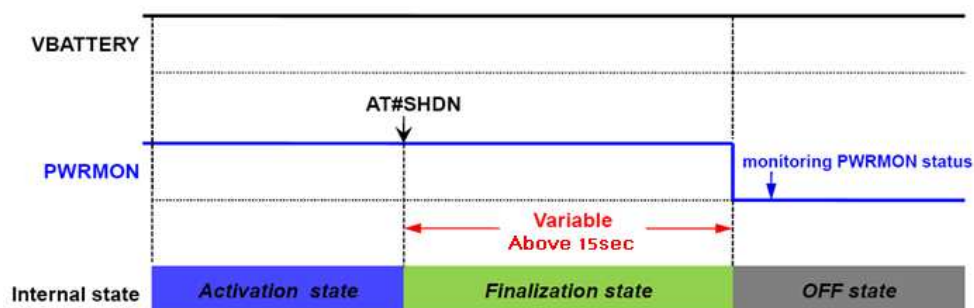 VBATTERY
AT#SHDN
PWRMON
monitoring PWRMON status
Variable
Above 15sec
Internal state
Activation state
Finalization state
OFF state